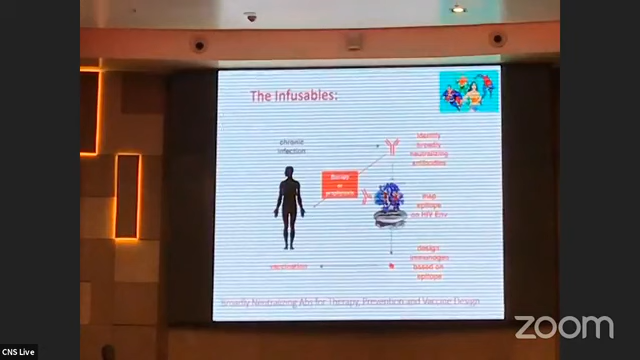 The Infusables:
chronic
infection
identify
broadly
neutralizing
antibodies
map
epitope
on HIV Env
design
immunogens
based on
epitope
vaccination
Broadly Neutralizing Abs for Therapy, Prevention and Vaccine Design
zoom
CNS Live